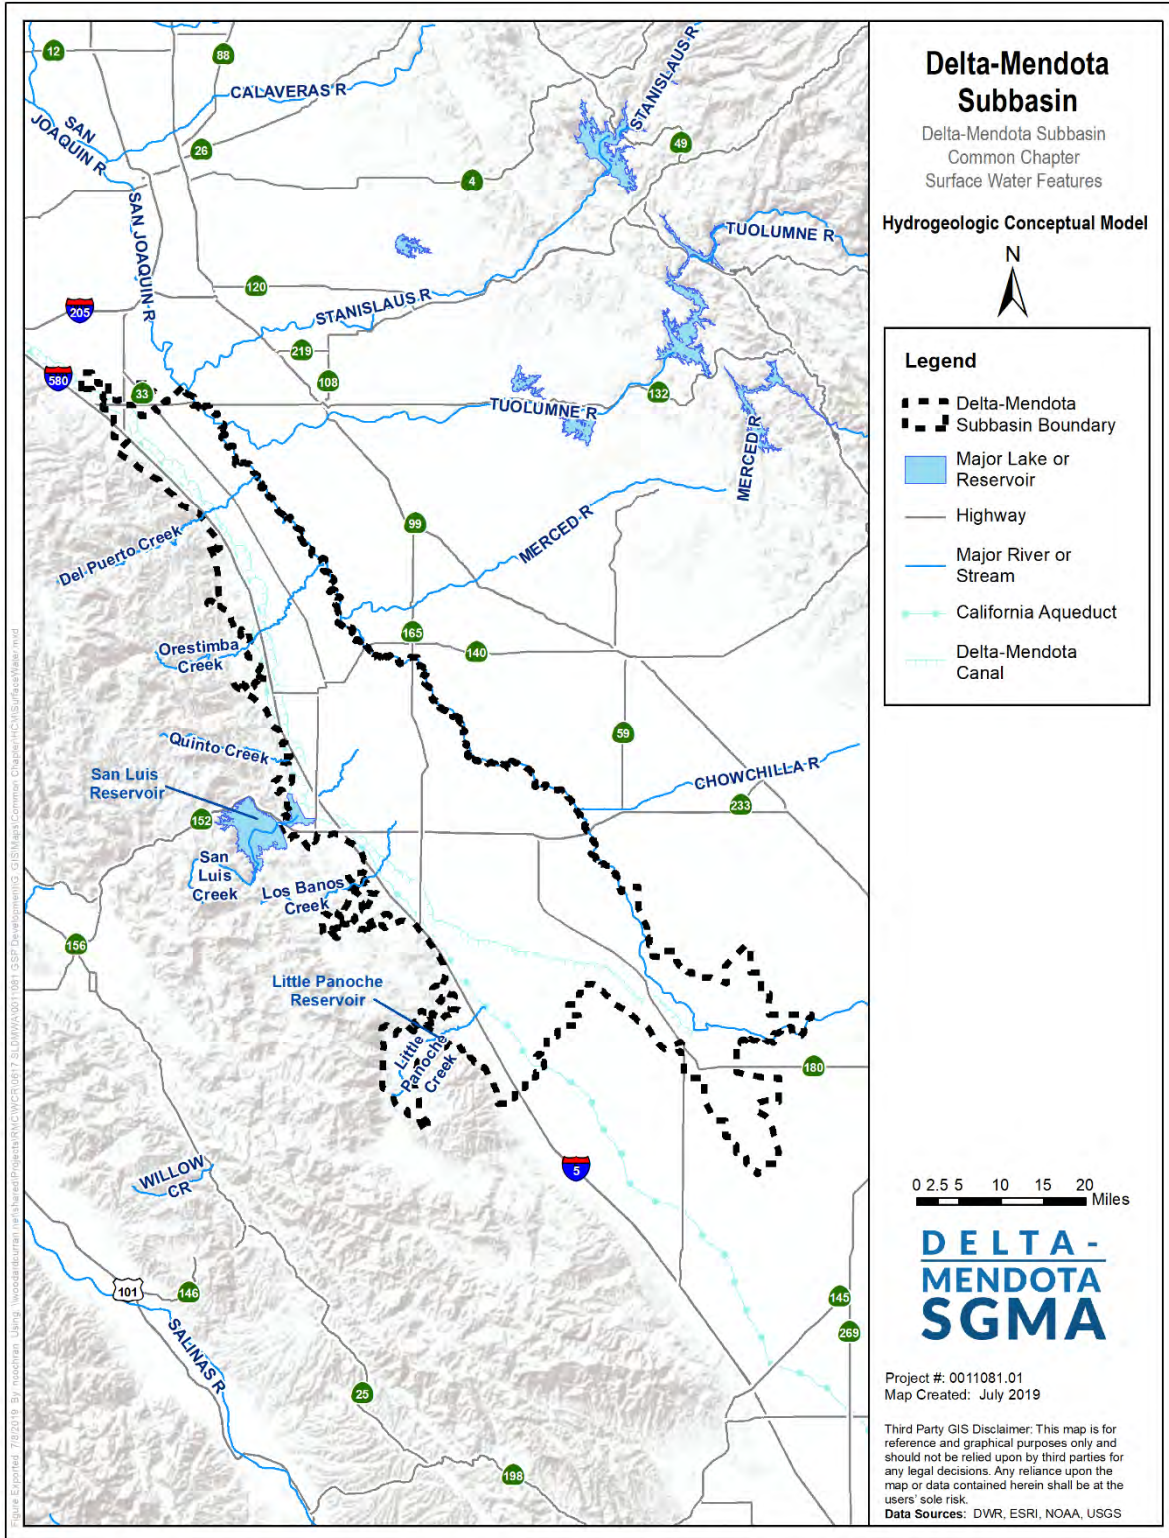 Delta-Mendota
Subbasin
Delta-Mendota Subbasin
Common Chapter
Surface Water Features
Hydrogeologic Conceptual Model
N
Legend
Delta-Mendota
Subbasin Boundary
Major Lake or
Reservoir
Highway
Major River or
Stream
California Aqueduct
Delta-Mendota
Canal
12
88
CALAVERAS R
STANISLAUS R
SAN
JOAQUIN R
26
49
4
SAN JOAQUIN R
TUOLUMNE R
120
205
STANISLAUS R
219
580
33
108
132
TUOLUMNE R
MERCED R
99
MERCED R
Del Puerto Creek
165
140
Orestimba
Creek
59
Quinto Creek
CHOWCHILLA R
San Luis
Reservoir
233
152
San
Luis
Creek
Los Banos
Creek
156
Little Panoche
Reservoir
Little
Panoche
Creek
180
5
WILLOW
CR
101
146
145
269
SALINAS R
25
198
0 2.5 5 10 15 20
Miles
DELTA-
MENDOTA
SGMA
Project #: 0011081.01
Map Created: July 2019
Third Party GIS Disclaimer: This map is for
reference and graphical purposes only and
should not be relied upon by third parties for
any legal decisions. Any reliance upon the
map or data contained herein shall be at the
users' sole risk.
Data Sources: DWR, ESRI, NOAA, USGS